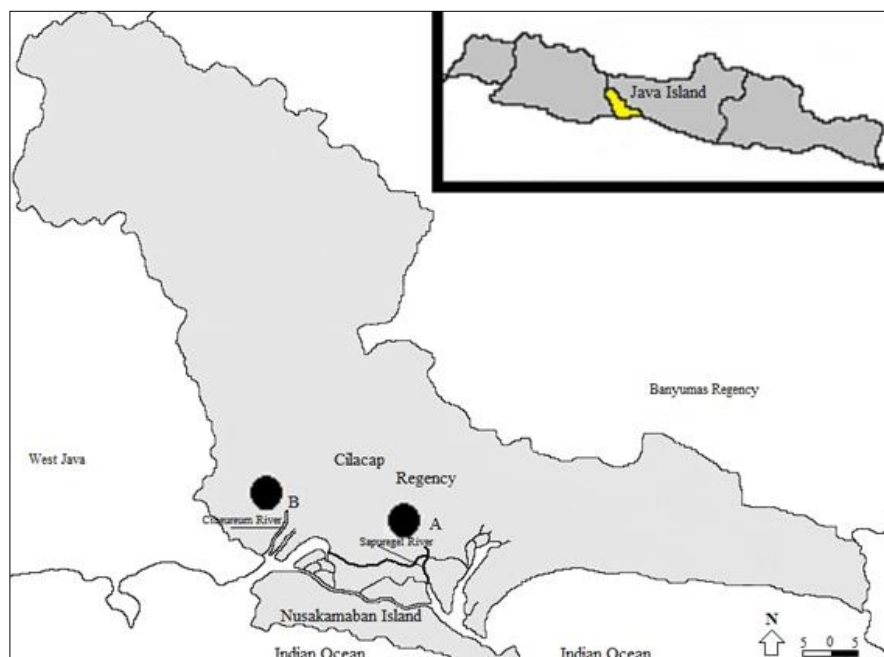 Java Island
Banyumas Regency
West Java
Cilacap
Regency
B
A
River
Sapuregel River
Nusakamaban Island
N
5 0 5
Indian Ocean
Indian Ocean